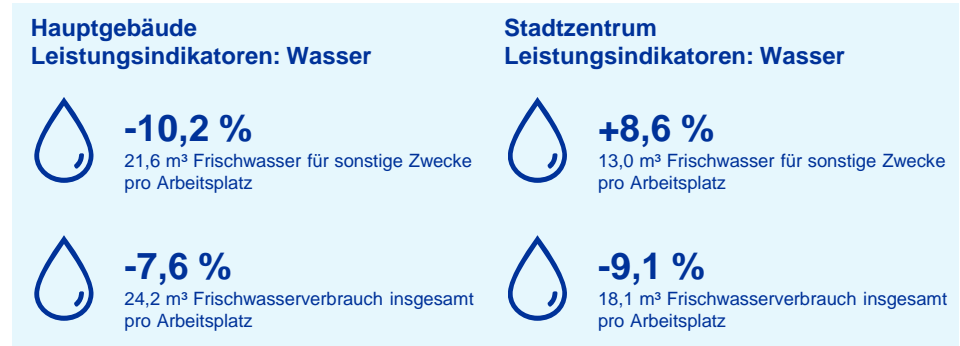 Hauptgebäude
Leistungsindikatoren: Wasser
-10,2 %
21,6 m³ Frischwasser für sonstige Zwecke
pro Arbeitsplatz
-7,6 %
24,2 m³ Frischwasserverbrauch insgesamt
pro Arbeitsplatz
Stadtzentrum
Leistungsindikatoren: Wasser
+8,6 %
13,0 m³ Frischwasser für sonstige Zwecke
pro Arbeitsplatz
-9,1 %
18,1 m³ Frischwasserverbrauch insgesamt
pro Arbeitsplatz